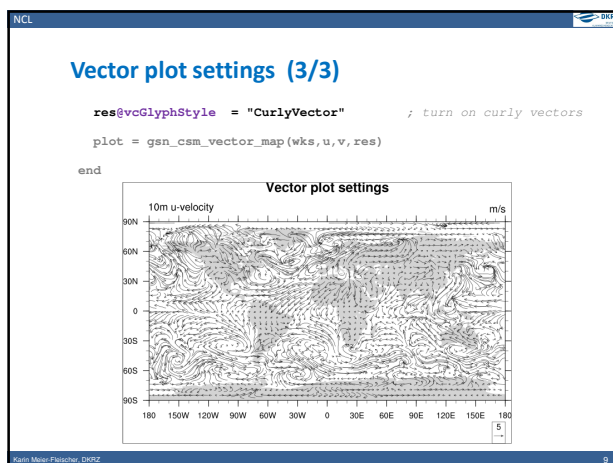 NCL
DKRZ
Vector plot settings (3/3)
res@vcGlyphStyle = "CurlyVector" ; turn on curly vectors
plot = gsn_csm_vector_map(wks,u,v,res)
end
Vector plot settings
10m u-velocity m/s
90N
60N
30N
0
30S
60S
90S
180 150W 120W 90W 60W 30W 0 30E 60E 90E 120E 150E 180
5
Karin Meier-Fleischer, DKRZ 9